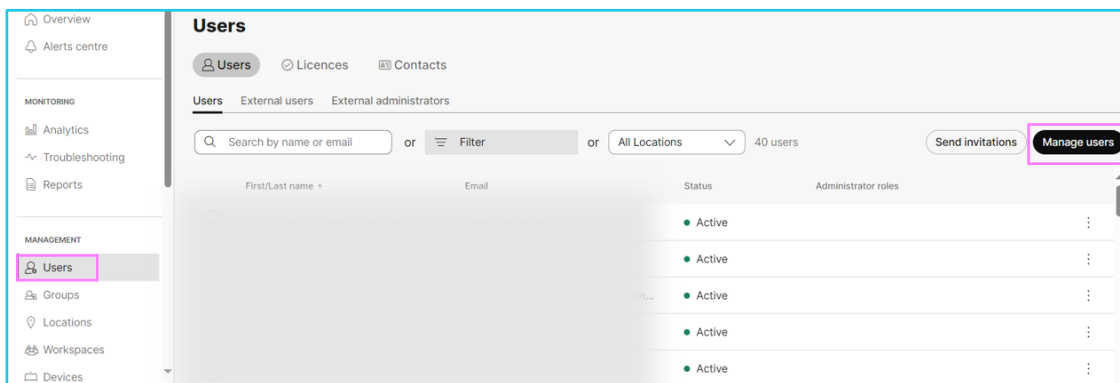 Overview
Alerts centre
MONITORING
Analytics
Troubleshooting
Reports
MANAGEMENT
Users
Groups
Locations
Workspaces
Devices
Users
Users Licences Contacts
Users External users External administrators
Search by name or email or Filter or All Locations 40 users Send invitations Manage users
First/Last name ↑ Email Status Administrator roles
Active
Active
Active
Active
Active